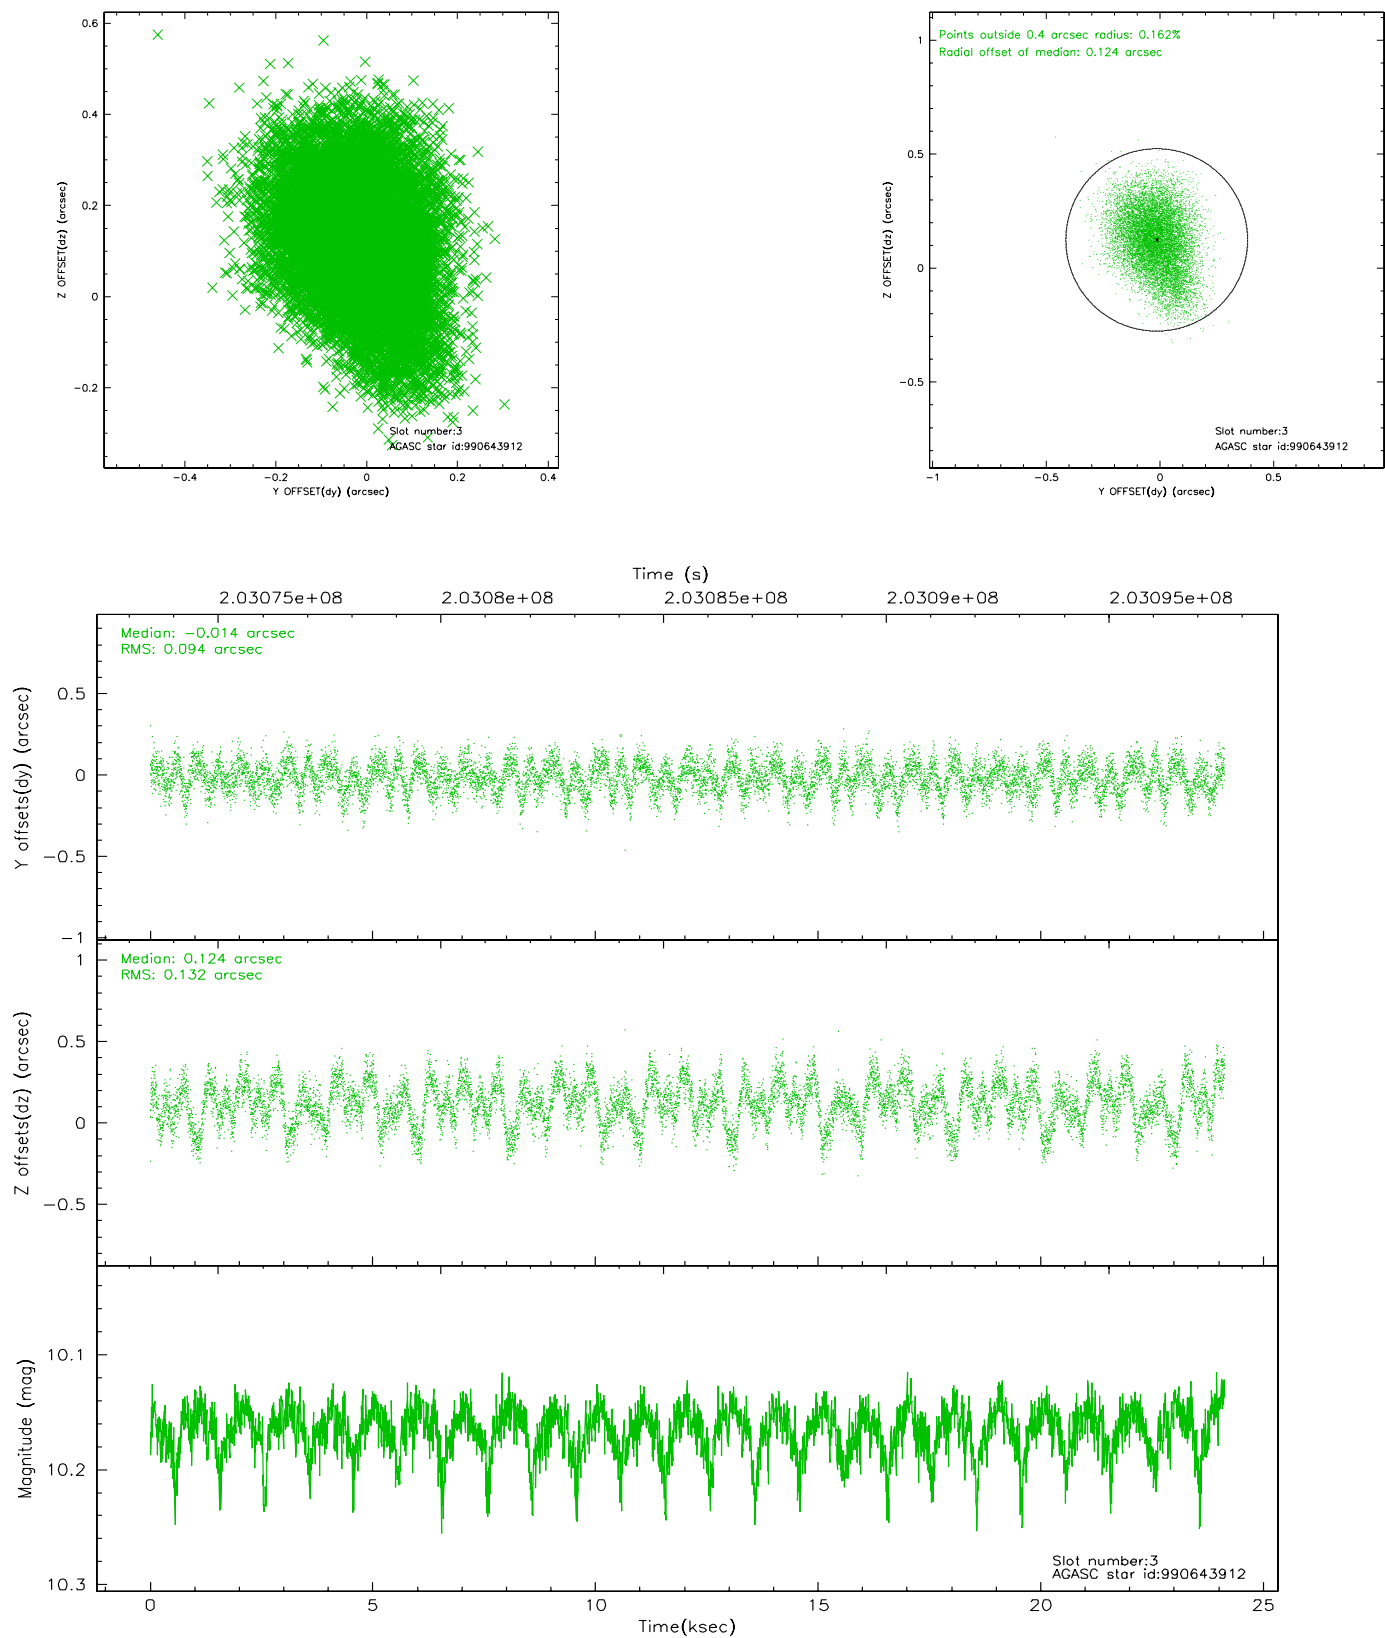 0.6
0.4
0.2
0
−0.2
Z OFFSET(dz) (arcsec)
Slot number:3
AGASC star id:990643912
−0.4
−0.2
0
0.2
0.4
Y OFFSET(dy) (arcsec)
Points outside 0.4 arcsec radius: 0.162%
Radial offset of median: 0.124 arcsec
1
0.5
0
−0.5
Z OFFSET(dz) (arcsec)
Slot number:3
AGASC star id:990643912
−1
−0.5
0
0.5
Y OFFSET(dy) (arcsec)
Time (s)
2.03075e+08
2.0308e+08
2.03085e+08
2.0309e+08
2.03095e+08
Median: −0.014 arcsec
RMS: 0.094 arcsec
0.5
0
−0.5
−1
Y offsets(dy) (arcsec)
Median: 0.124 arcsec
RMS: 0.132 arcsec
1
0.5
0
−0.5
Z offsets(dz) (arcsec)
10.1
10.2
10.3
Magnitude (mag)
Slot number:3
AGASC star id:990643912
0
5
10
15
20
25
Time(ksec)